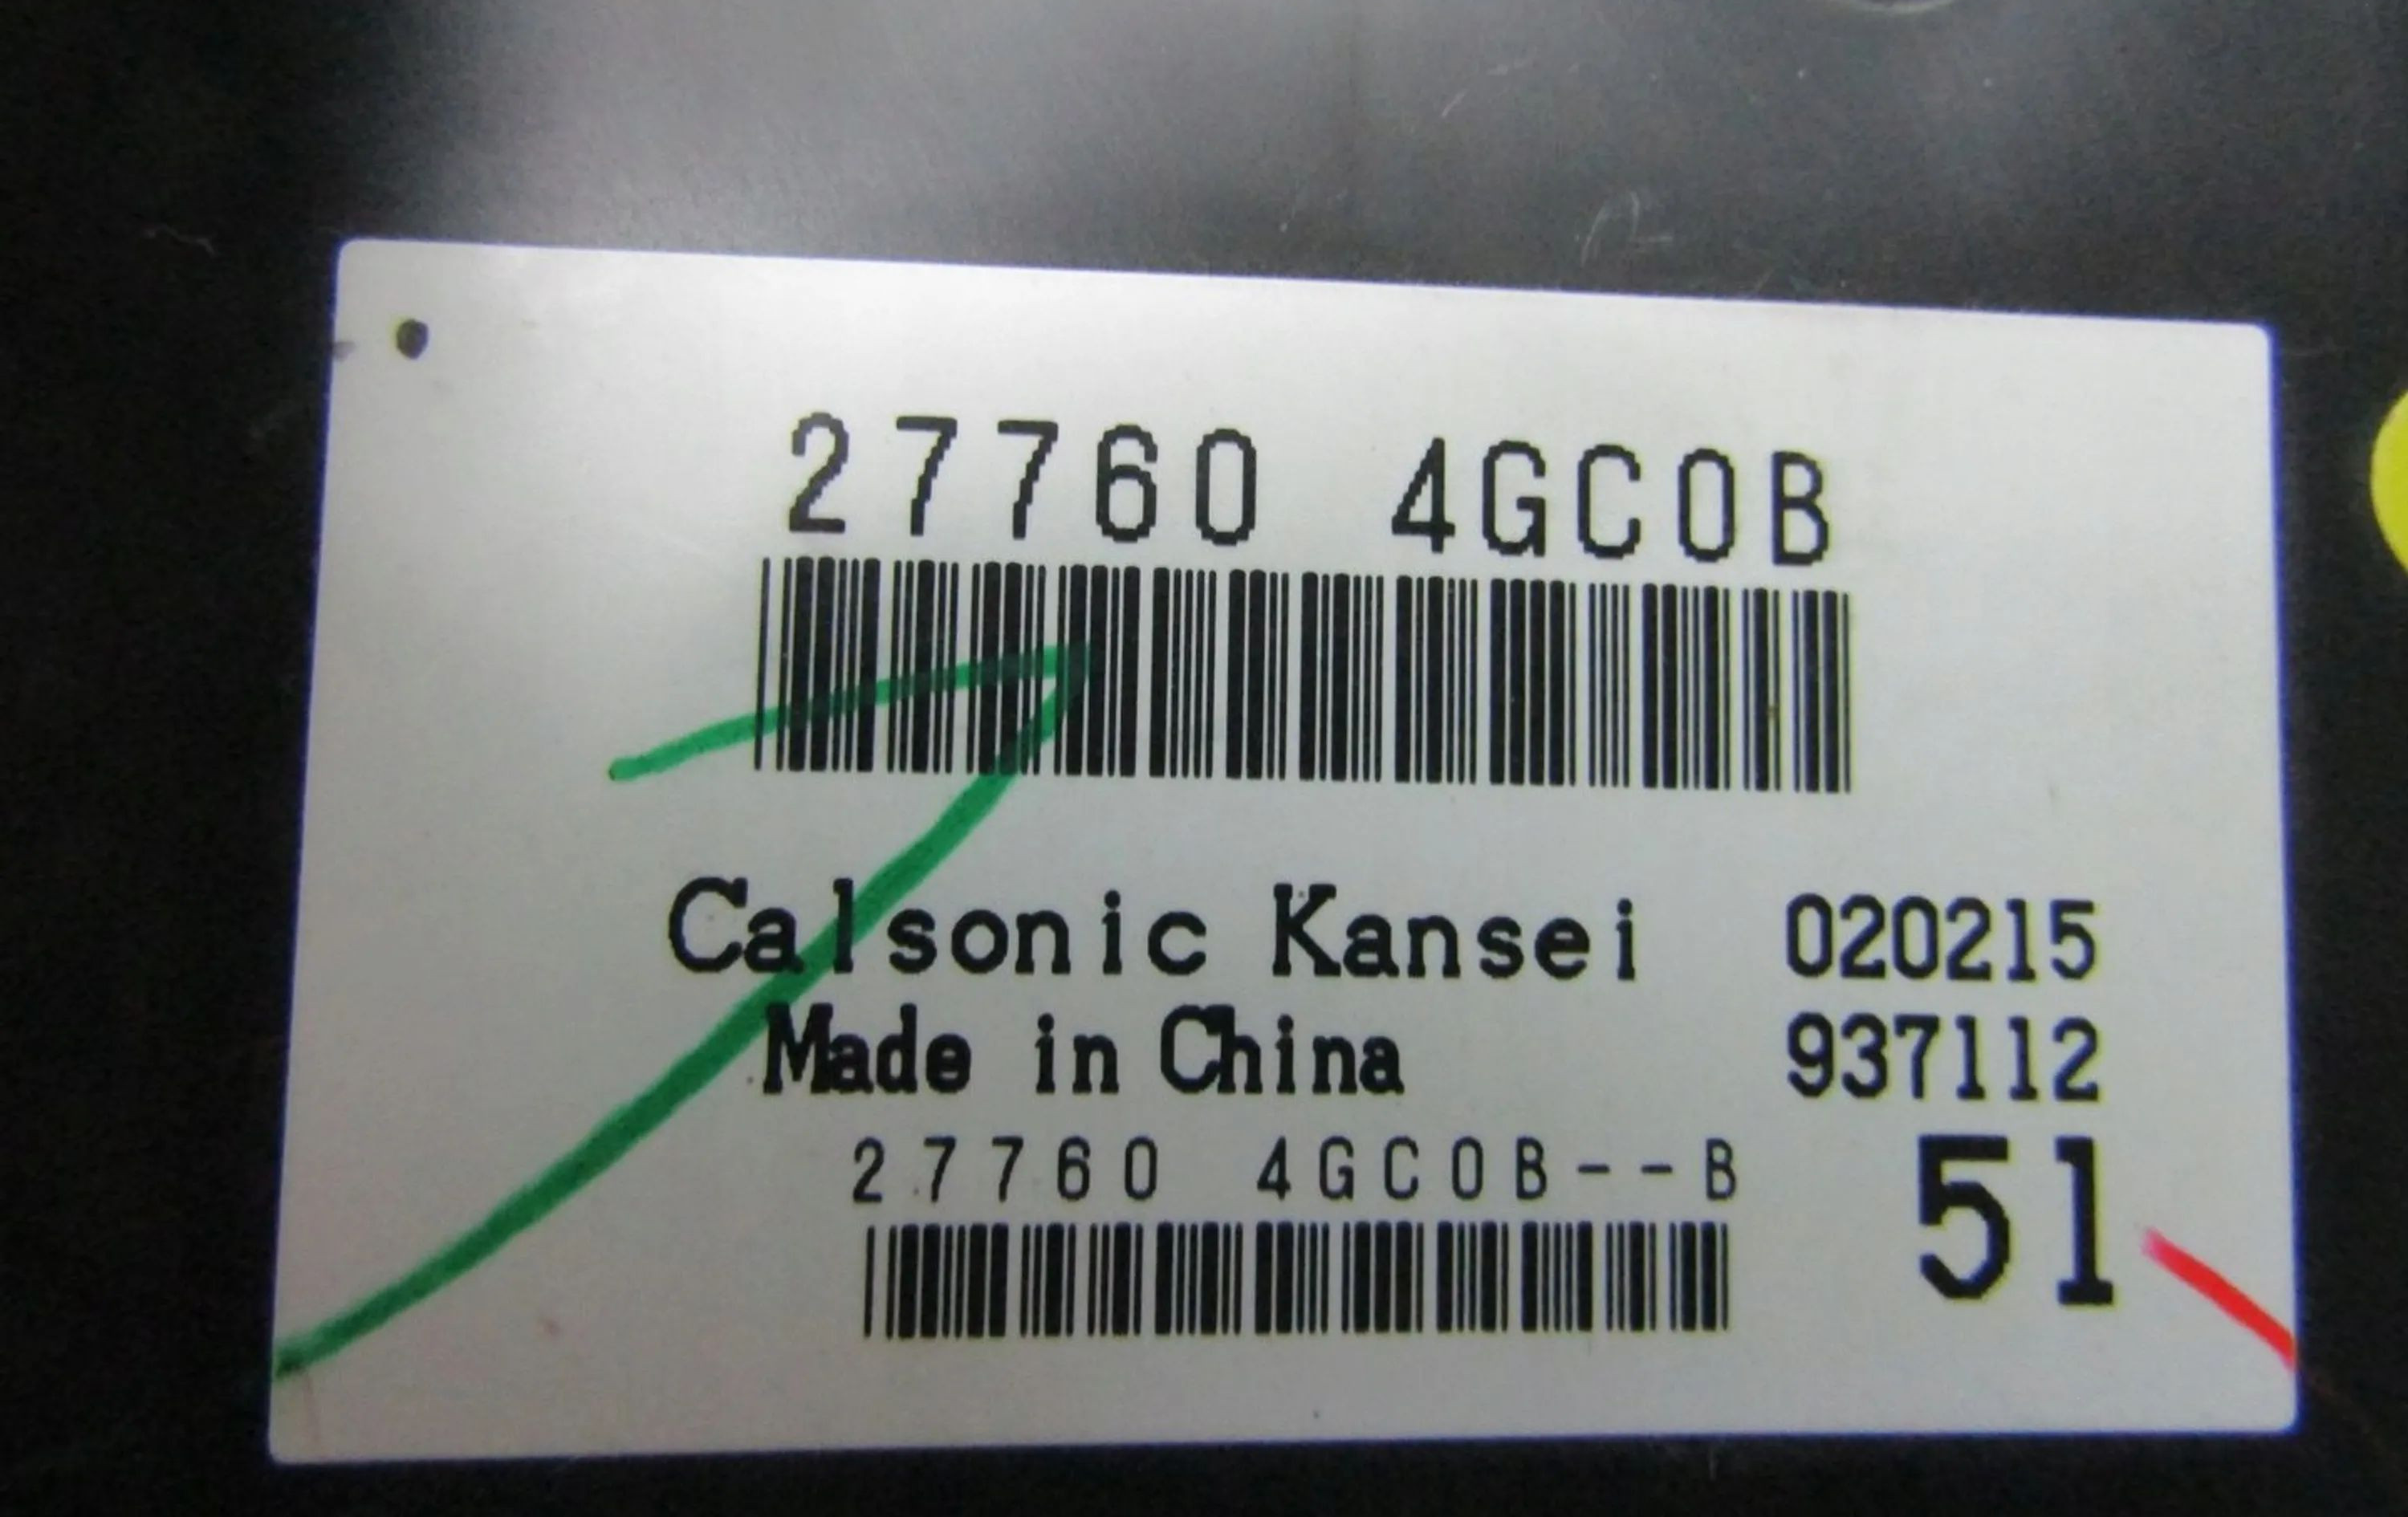 27760 4GC0B
Calsonic Kansei 020215
Made in China 937112
27760 4GC0B--B
51